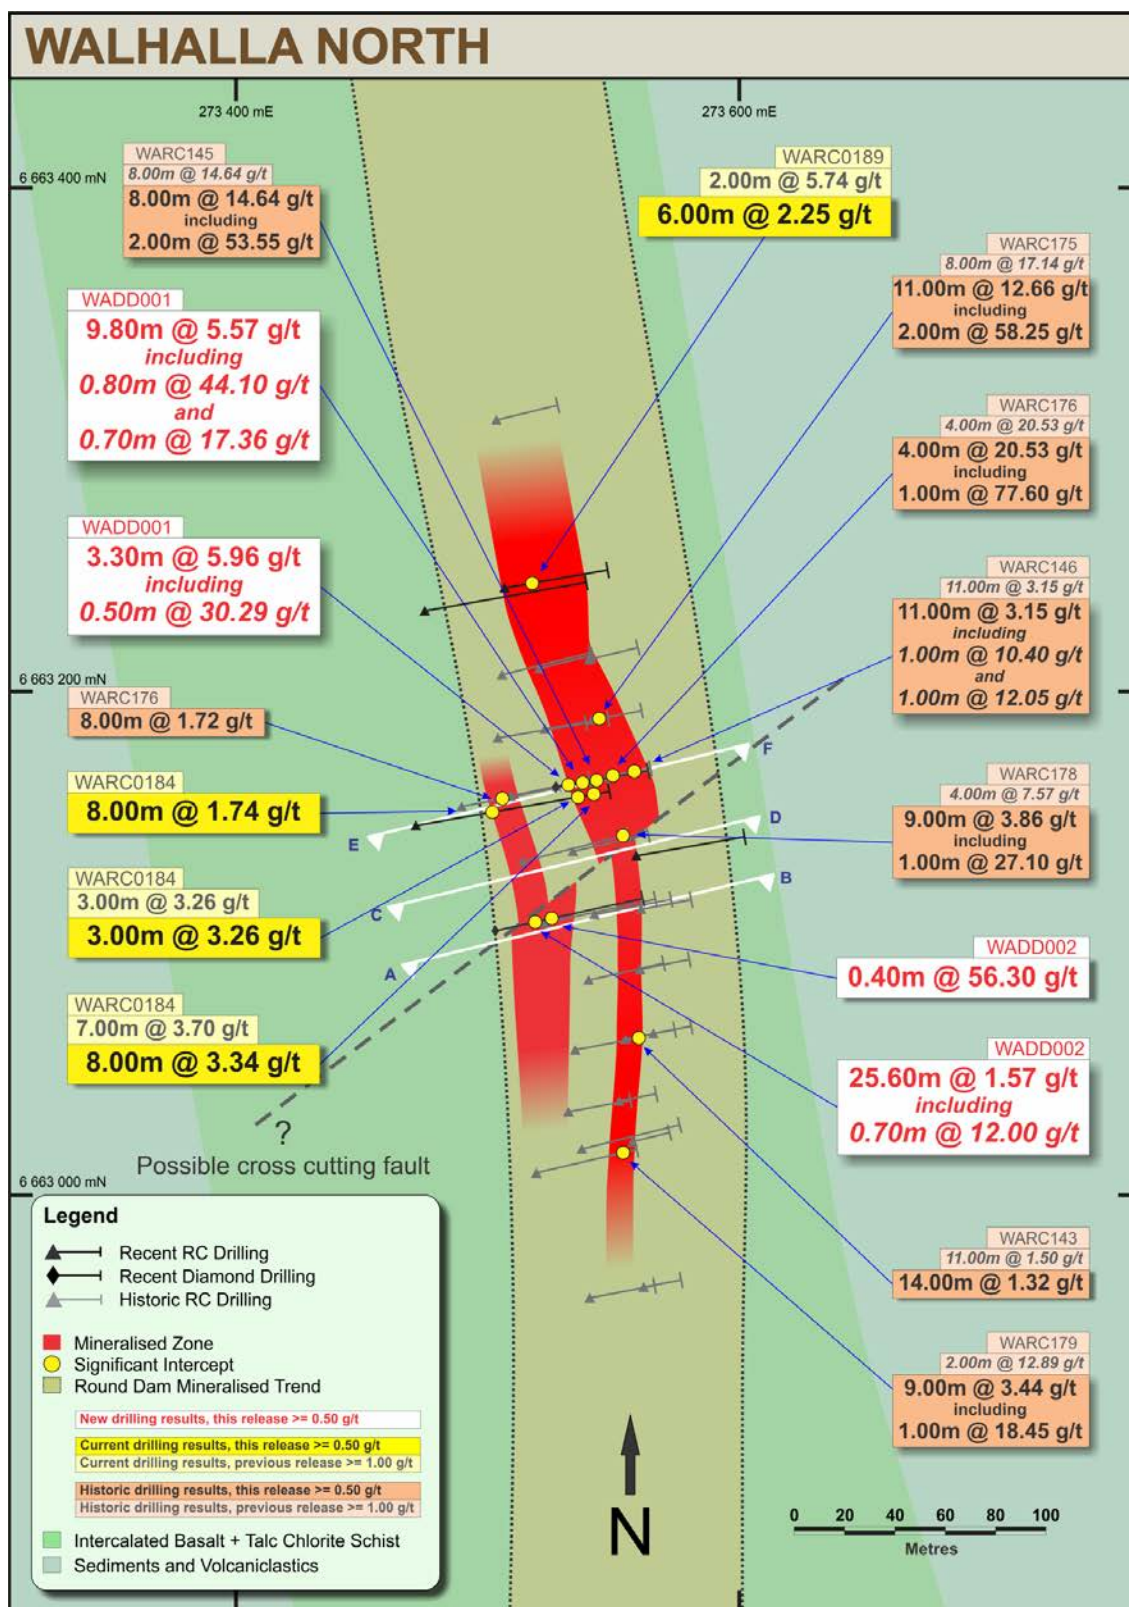 WALHALLA NORTH
273 400 mE
273 600 mE
6 663 400 mN
WARC145
8.00m @ 14.64 g/t
8.00m @ 14.64 g/t
including
2.00m @ 53.55 g/t
WARC0189
2.00m @ 5.74 g/t
6.00m @ 2.25 g/t
WARC175
8.00m @ 17.14 g/t
11.00m @ 12.66 g/t
including
2.00m @ 58.25 g/t
WADD001
9.80m @ 5.57 g/t
including
0.80m @ 44.10 g/t
and
0.70m @ 17.36 g/t
WARC176
4.00m @ 20.53 g/t
4.00m @ 20.53 g/t
including
1.00m @ 77.60 g/t
WADD001
3.30m @ 5.96 g/t
including
0.50m @ 30.29 g/t
WARC146
11.00m @ 3.15 g/t
11.00m @ 3.15 g/t
including
1.00m @ 10.40 g/t
and
1.00m @ 12.05 g/t
6 663 200 mN
WARC176
8.00m @ 1.72 g/t
F
WARC0184
8.00m @ 1.74 g/t
E
D
WARC178
4.00m @ 7.57 g/t
9.00m @ 3.86 g/t
including
1.00m @ 27.10 g/t
WARC0184
3.00m @ 3.26 g/t
3.00m @ 3.26 g/t
C
B
A
WADD002
0.40m @ 56.30 g/t
WARC0184
7.00m @ 3.70 g/t
8.00m @ 3.34 g/t
WADD002
25.60m @ 1.57 g/t
including
0.70m @ 12.00 g/t
?
Possible cross cutting fault
6 663 000 mN
WARC143
11.00m @ 1.50 g/t
14.00m @ 1.32 g/t
WARC179
2.00m @ 12.89 g/t
9.00m @ 3.44 g/t
including
1.00m @ 18.45 g/t
Legend
Recent RC Drilling
Recent Diamond Drilling
Historic RC Drilling
Mineralised Zone
Significant Intercept
Round Dam Mineralised Trend
New drilling results, this release >= 0.50 g/t
Current drilling results, this release >= 0.50 g/t
Current drilling results, previous release >= 1.00 g/t
Historic drilling results, this release >= 0.50 g/t
Historic drilling results, previous release >= 1.00 g/t
Intercalated Basalt + Talc Chlorite Schist
Sediments and Volcaniclastics
N
0 20 40 60 80 100
Metres